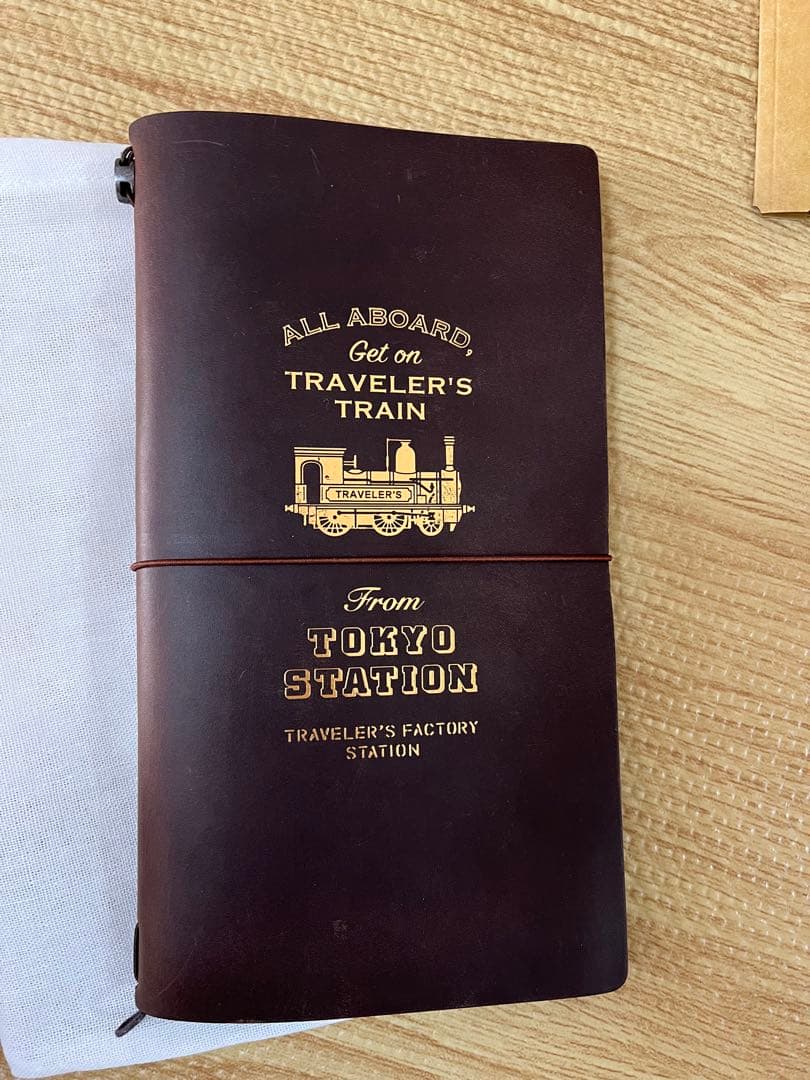 ALL ABOARD,
Get on
TRAVELER'S
TRAIN
TRAVELER'S
From
TOKYO
STATION
TRAVELER'S FACTORY
STATION